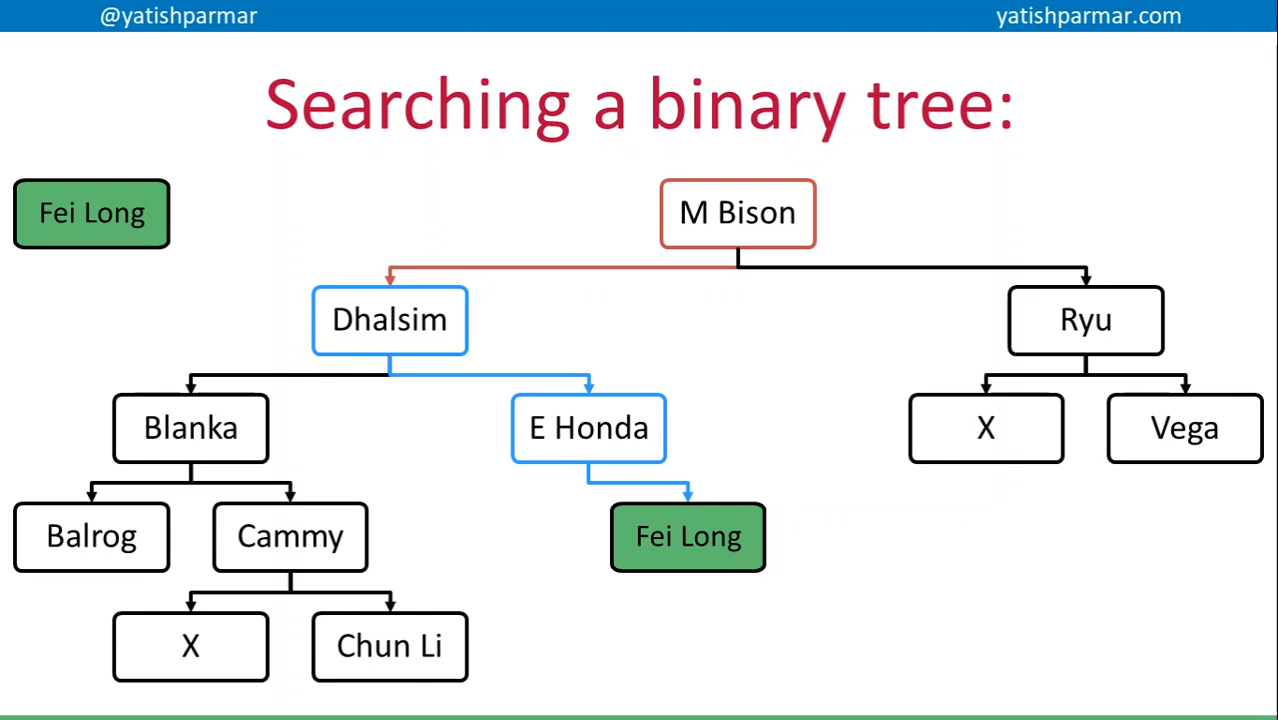 @yatishparmar
yatishparmar.com
Searching a binary tree:
Fei Long
M Bison
Dhalsim
Ryu
Blanka
E Honda
X
Vega
Balrog
Cammy
Fei Long
X
Chun Li